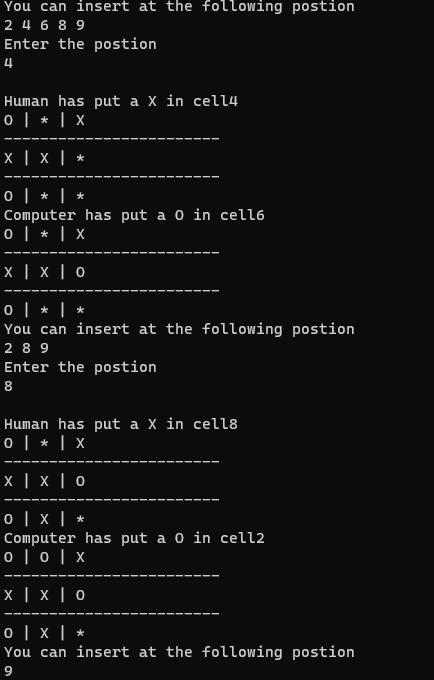 You can insert at the following postion
2 4 6 8 9
Enter the postion
4
Human has put a X in cell4
O | * | X
------------------------
X | X | *
------------------------
O | * | *
Computer has put a O in cell6
O | * | X
------------------------
X | X | O
------------------------
O | * | *
You can insert at the following postion
2 8 9
Enter the postion
8
Human has put a X in cell8
O | * | X
------------------------
X | X | O
------------------------
O | X | *
Computer has put a O in cell2
O | O | X
------------------------
X | X | O
------------------------
O | X | *
You can insert at the following postion
9